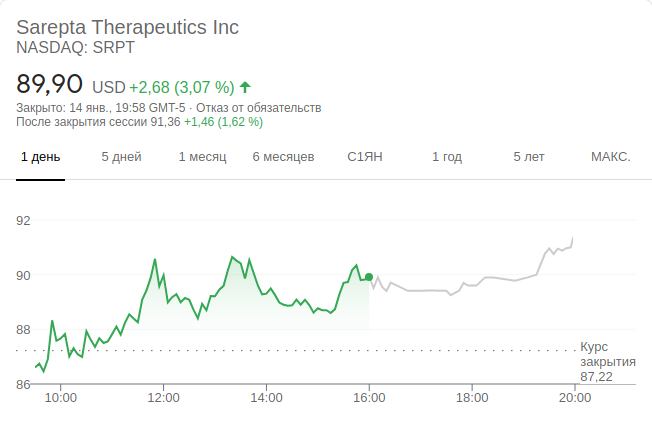 Sarepta Therapeutics Inc
NASDAQ: SRPT
89,90 USD +2,68 (3,07 %)
Закрыто: 14 янв., 19:58 GMT-5 · Отказ от обязательств
После закрытия сессии 91,36 +1,46 (1,62 %)
1 день 5 дней 1 месяц 6 месяцев С1ЯН 1 год 5 лет МАКС.
92
90
88
86
Курс
закрытия
87,22
10:00 12:00 14:00 16:00 18:00 20:00